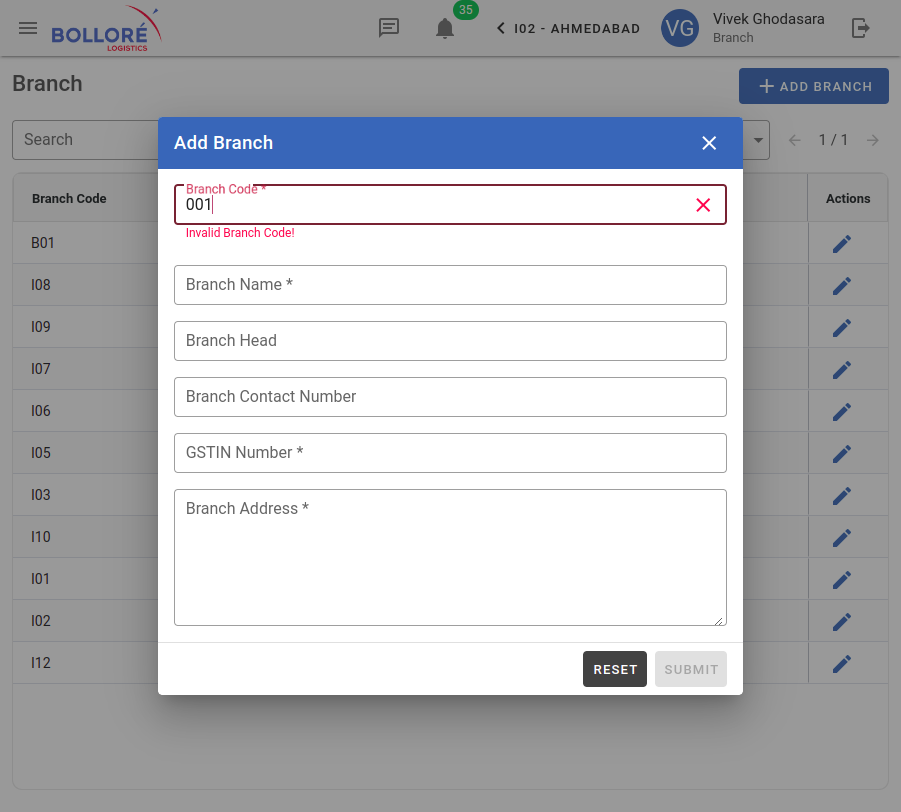 BOLLORÉ
LOGISTICS
35
I02 - AHMEDABAD
VG
Vivek Ghodasara
Branch
Branch
ADD BRANCH
Search
1 / 1
Add Branch
Branch Code *
001
Invalid Branch Code!
Branch Name *
Branch Head
Branch Contact Number
GSTIN Number *
Branch Address *
RESET
SUBMIT
Branch Code
Actions
B01
I08
I09
I07
I06
I05
I03
I10
I01
I02
I12